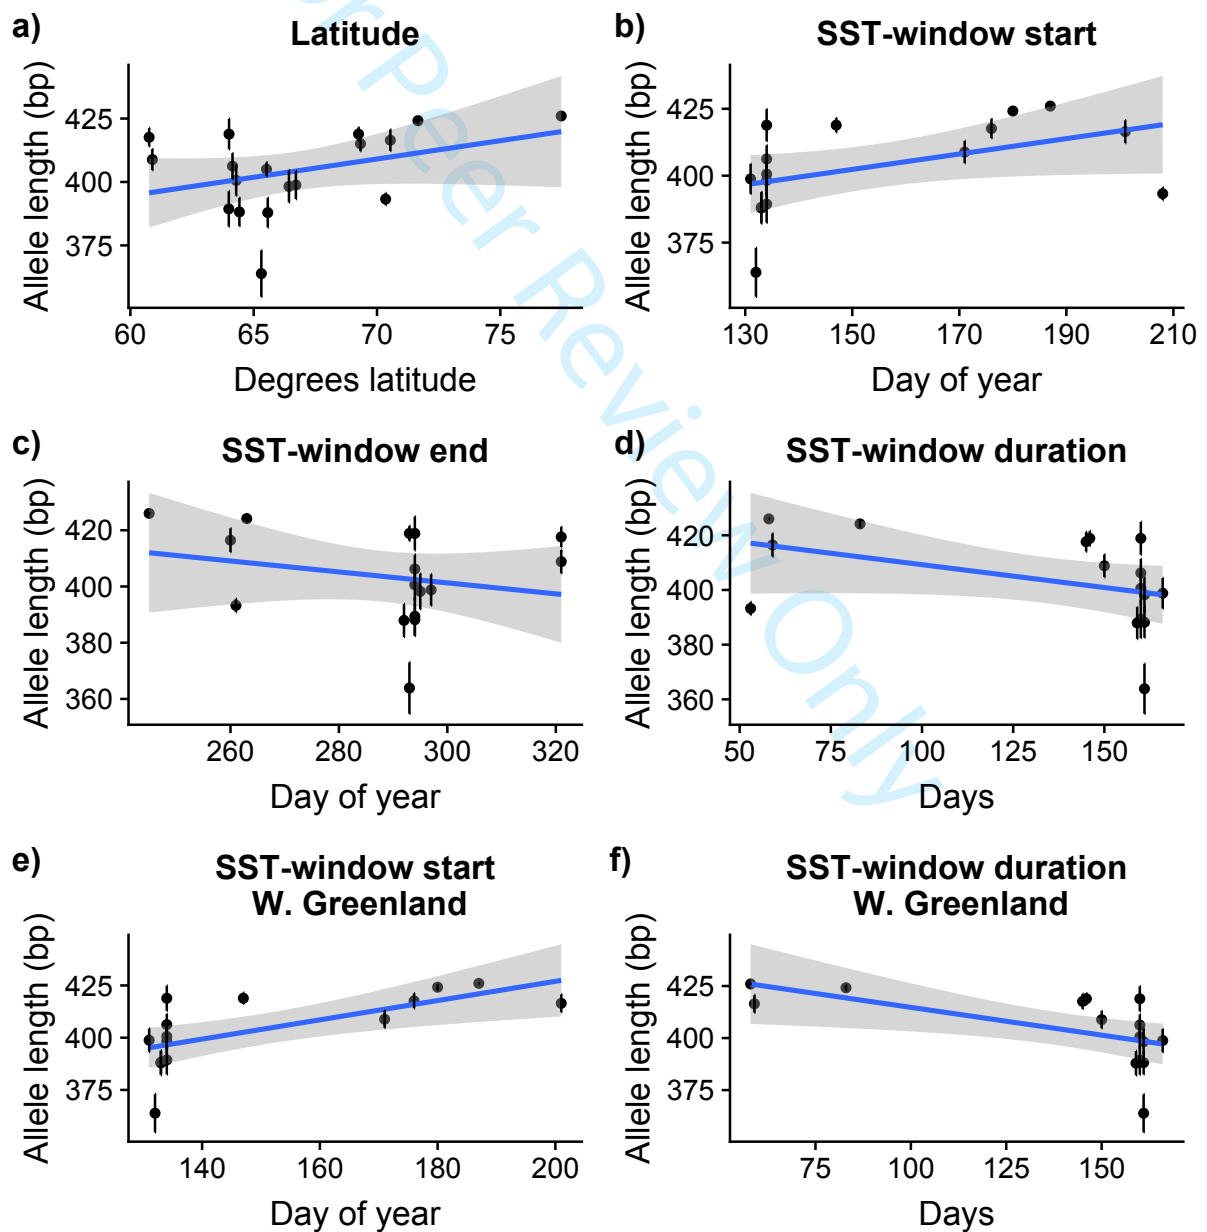 a) Latitude
Allele length (bp)
425
400
375
60 65 70 75
Degrees latitude
b) SST-window start
Allele length (bp)
425
400
375
130 150 170 190 210
Day of year
c) SST-window end
Allele length (bp)
420
400
380
360
260 280 300 320
Day of year
d) SST-window duration
Allele length (bp)
420
400
380
360
50 75 100 125 150
Days
e) SST-window start
W. Greenland
Allele length (bp)
425
400
375
140 160 180 200
Day of year
f) SST-window duration
W. Greenland
Allele length (bp)
425
400
375
75 100 125 150
Days
Peer Review Only